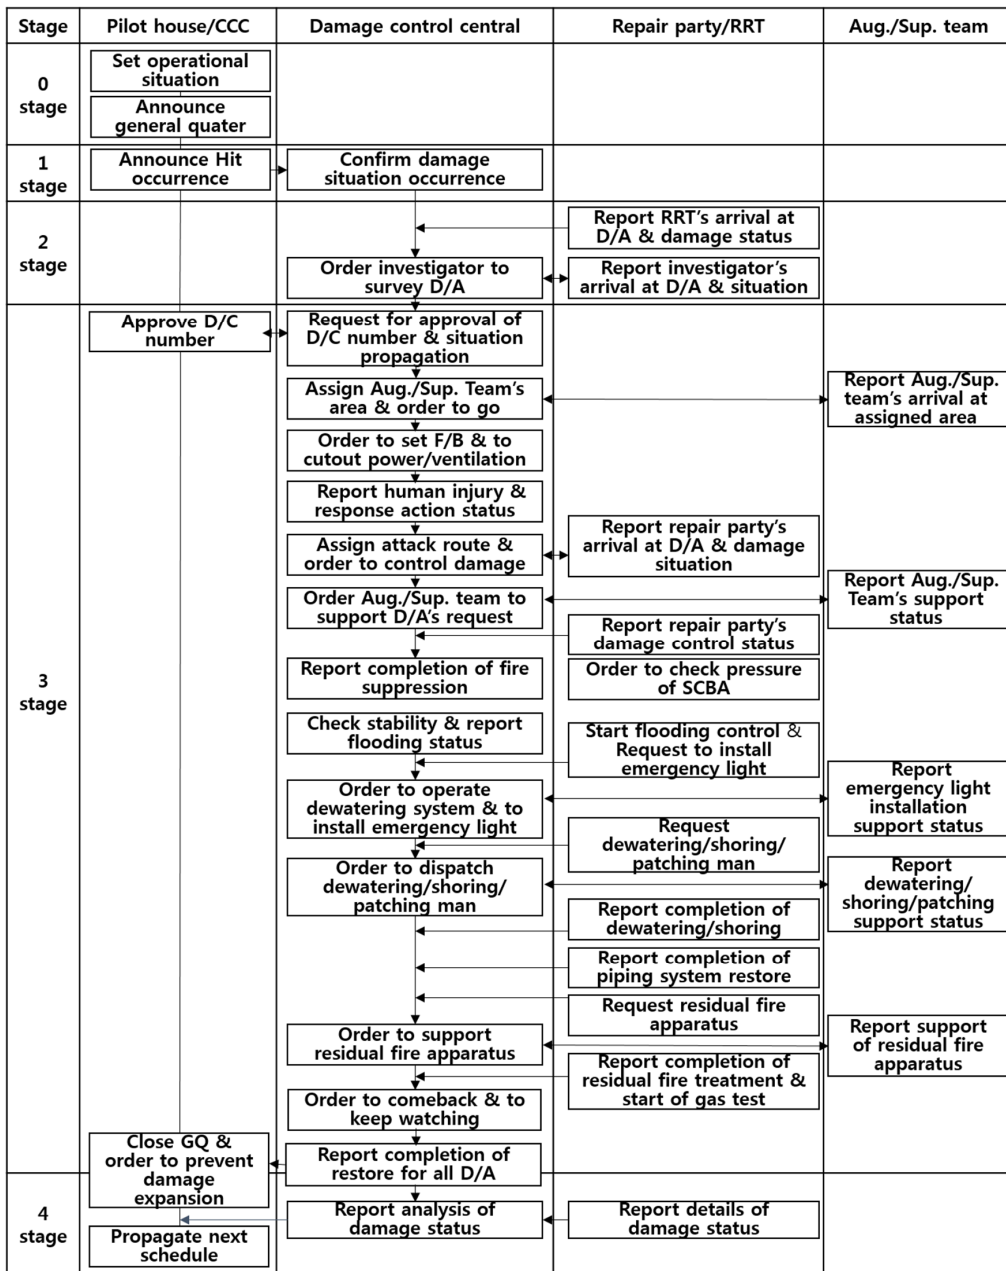 Stage
Pilot house/CCC
Damage control central
Repair party/RRT
Aug./Sup. team
0
stage
Set operational
situation
Announce
general quater
1
stage
Announce Hit
occurrence
Confirm damage
situation occurrence
2
stage
Report RRT's arrival at
D/A & damage status
Order investigator to
survey D/A
Report investigator's
arrival at D/A & situation
3
stage
Approve D/C
number
Request for approval of
D/C number & situation
propagation
Assign Aug./Sup. Team's
area & order to go
Report Aug./Sup.
team's arrival at
assigned area
Order to set F/B & to
cutout power/ventilation
Report human injury &
response action status
Assign attack route &
order to control damage
Report repair party's
arrival at D/A & damage
situation
Order Aug./Sup. team to
support D/A's request
Report Aug./Sup.
Team's support
status
Report repair party's
damage control status
Report completion of fire
suppression
Order to check pressure
of SCBA
Check stability & report
flooding status
Start flooding control &
Request to install
emergency light
Order to operate
dewatering system & to
install emergency light
Report
emergency light
installation
support status
Request
dewatering/shoring/
patching man
Order to dispatch
dewatering/shoring/
patching man
Report
dewatering/
shoring/patching
support status
Report completion of
dewatering/shoring
Report completion of
piping system restore
Request residual fire
apparatus
Order to support
residual fire apparatus
Report support
of residual fire
apparatus
Report completion of
residual fire treatment &
start of gas test
Order to comeback & to
keep watching
Close GQ &
order to prevent
damage
expansion
Report completion of
restore for all D/A
4
stage
Report analysis of
damage status
Report details of
damage status
Propagate next
schedule